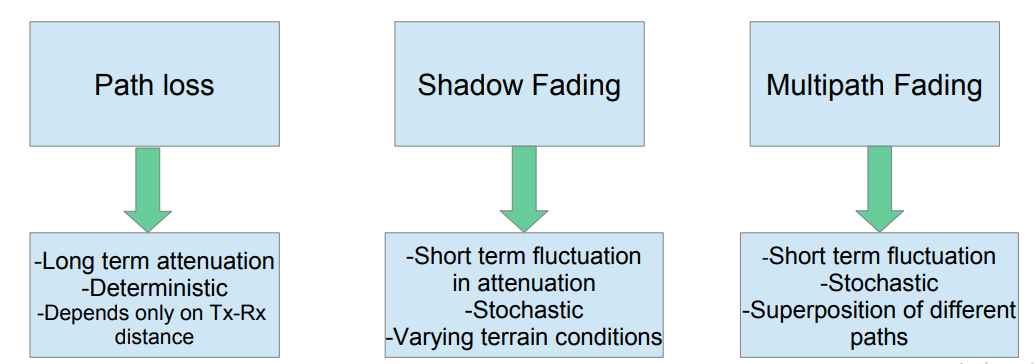 Path loss
Shadow Fading
Multipath Fading
-Long term attenuation
-Deterministic
-Depends only on Tx-Rx
distance
-Short term fluctuation
in attenuation
-Stochastic
-Varying terrain conditions
-Short term fluctuation
-Stochastic
-Superposition of different
paths